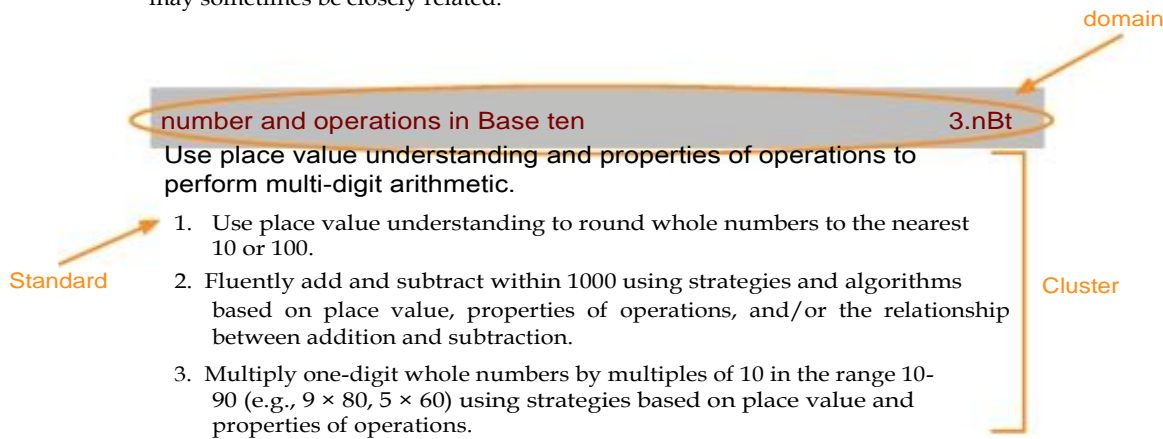 may sometimes be closely related.
domain
number and operations in Base ten 3.nBt
Use place value understanding and properties of operations to
perform multi-digit arithmetic.
1. Use place value understanding to round whole numbers to the nearest
10 or 100.
Standard
2. Fluently add and subtract within 1000 using strategies and algorithms
based on place value, properties of operations, and/or the relationship
between addition and subtraction.
Cluster
3. Multiply one-digit whole numbers by multiples of 10 in the range 10-
90 (e.g., 9 × 80, 5 × 60) using strategies based on place value and
properties of operations.